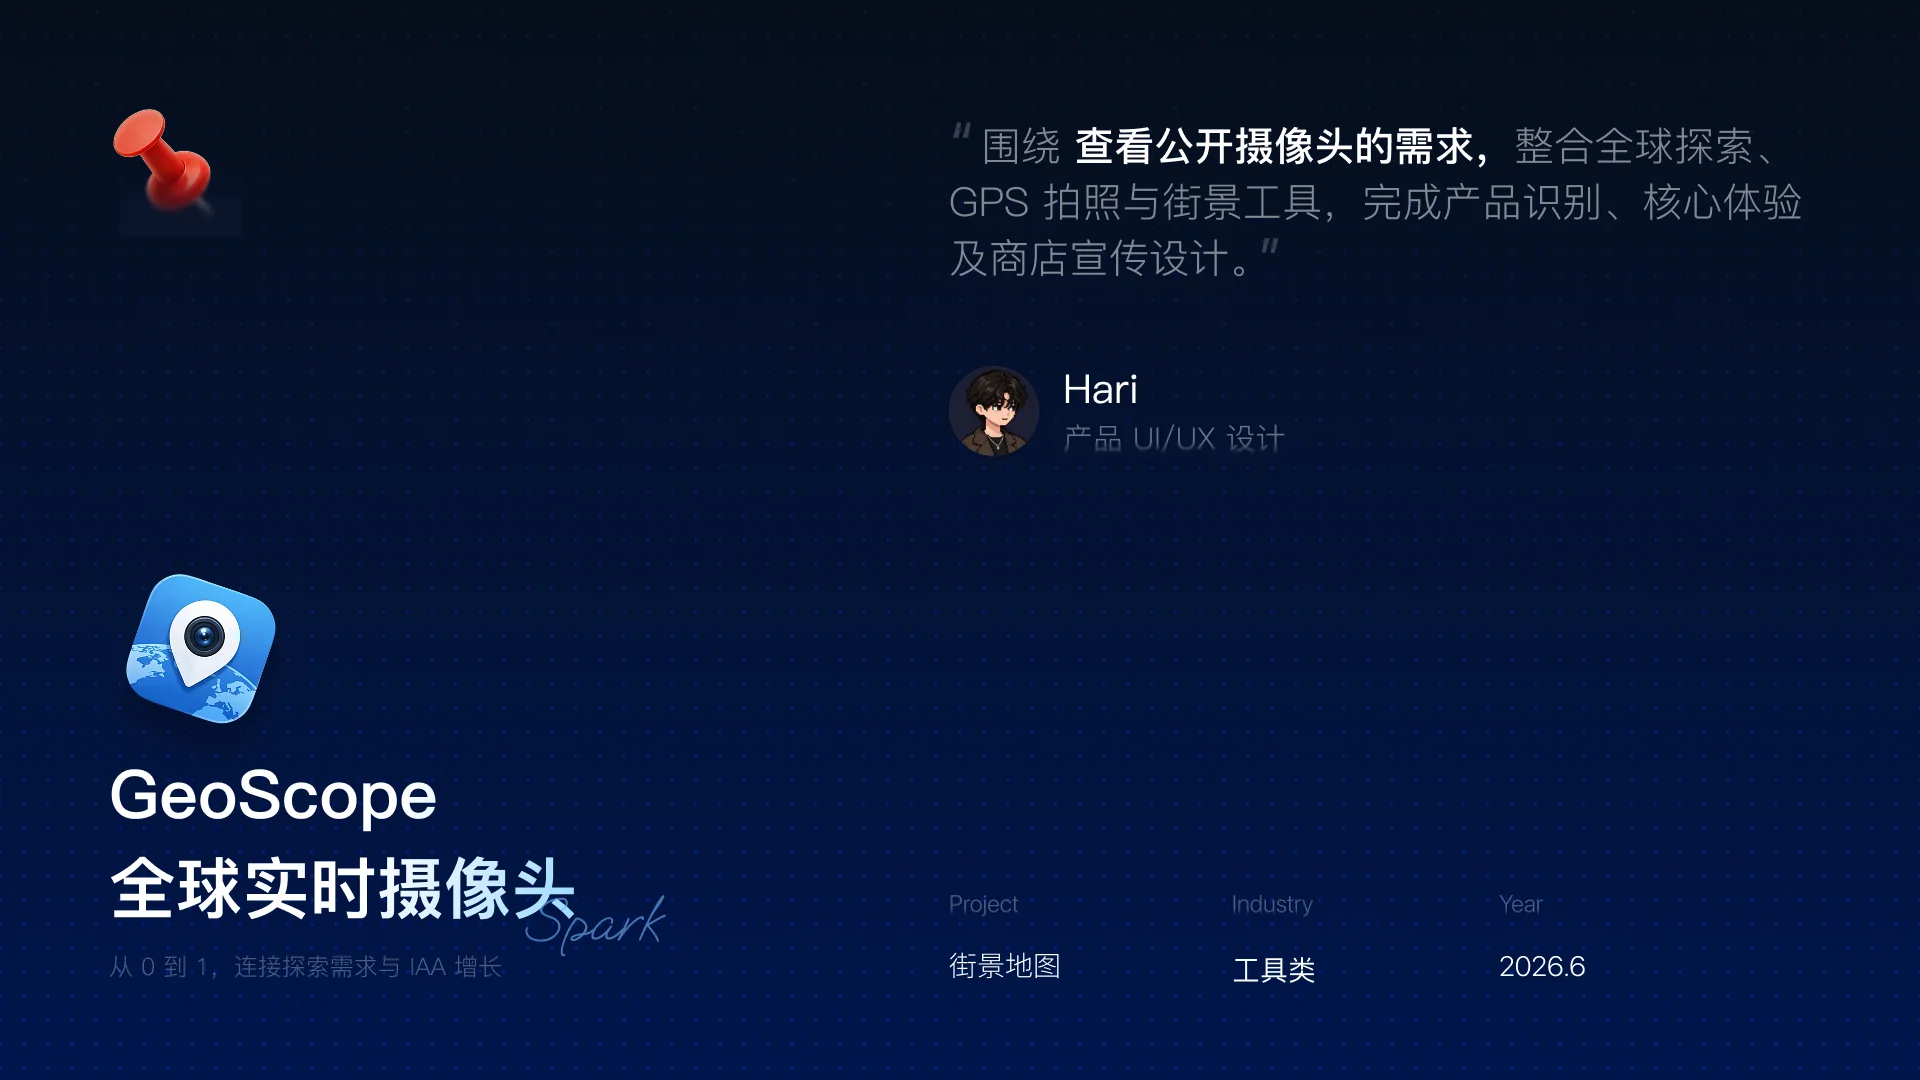 “围绕 查看公开摄像头的需求，整合全球探索、
GPS 拍照与街景工具，完成产品识别、核心体验
及商店宣传设计。”
Hari
产品 UI/UX 设计
GeoScope
全球实时摄像头
Spark
从 0 到 1，连接探索需求与 IAA 增长
Project
街景地图
Industry
工具类
Year
2026.6